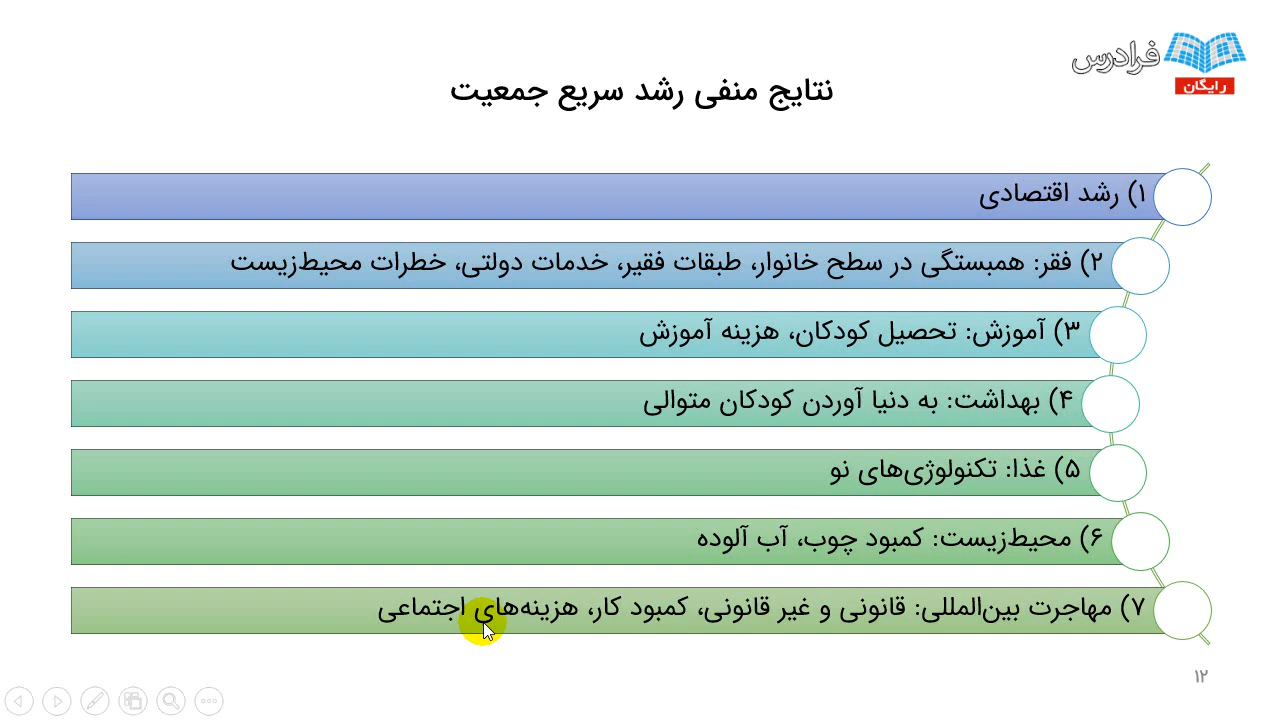 فرادرس
رایگان
نتایج منفی رشد سریع جمعیت
۱) رشد اقتصادی
۲) فقر: همبستگی در سطح خانوار، طبقات فقیر، خدمات دولتی، خطرات محیط‌زیست
۳) آموزش: تحصیل کودکان، هزینه آموزش
۴) بهداشت: به دنیا آوردن کودکان متوالی
۵) غذا: تکنولوژی‌های نو
۶) محیط‌زیست: کمبود چوب، آب آلوده
۷) مهاجرت بین‌المللی: قانونی و غیر قانونی، کمبود کار، هزینه‌های اجتماعی
۱۲